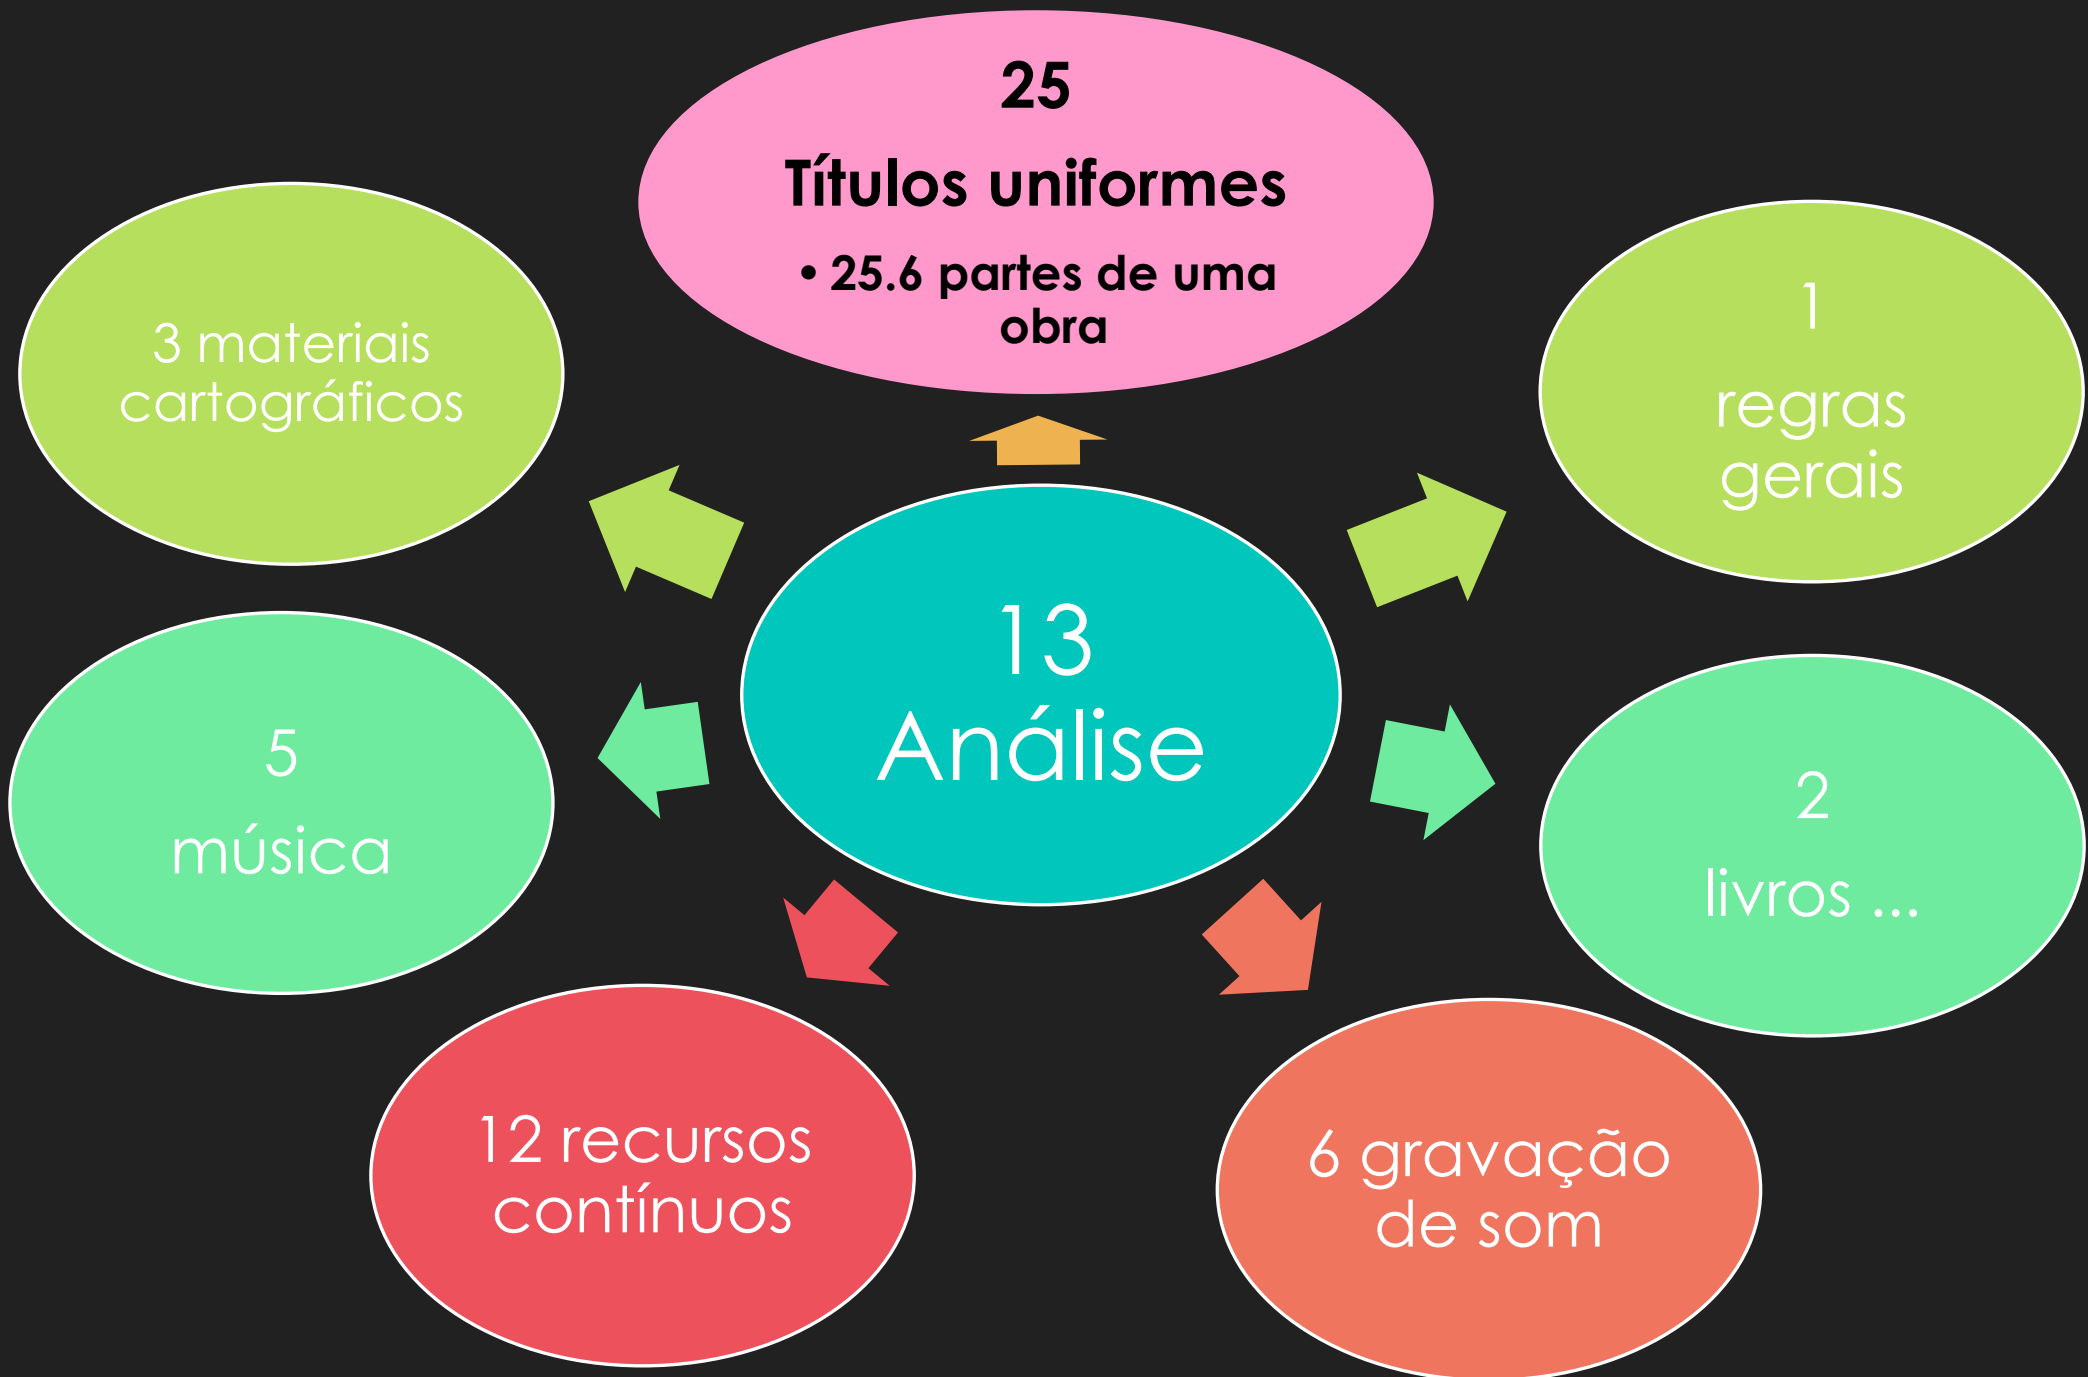 25
Títulos uniformes
• 25.6 partes de uma
obra
1
regras
gerais
2
livros ...
6 gravação
de som
12 recursos
contínuos
5
música
3 materiais
cartográficos
13
Análise